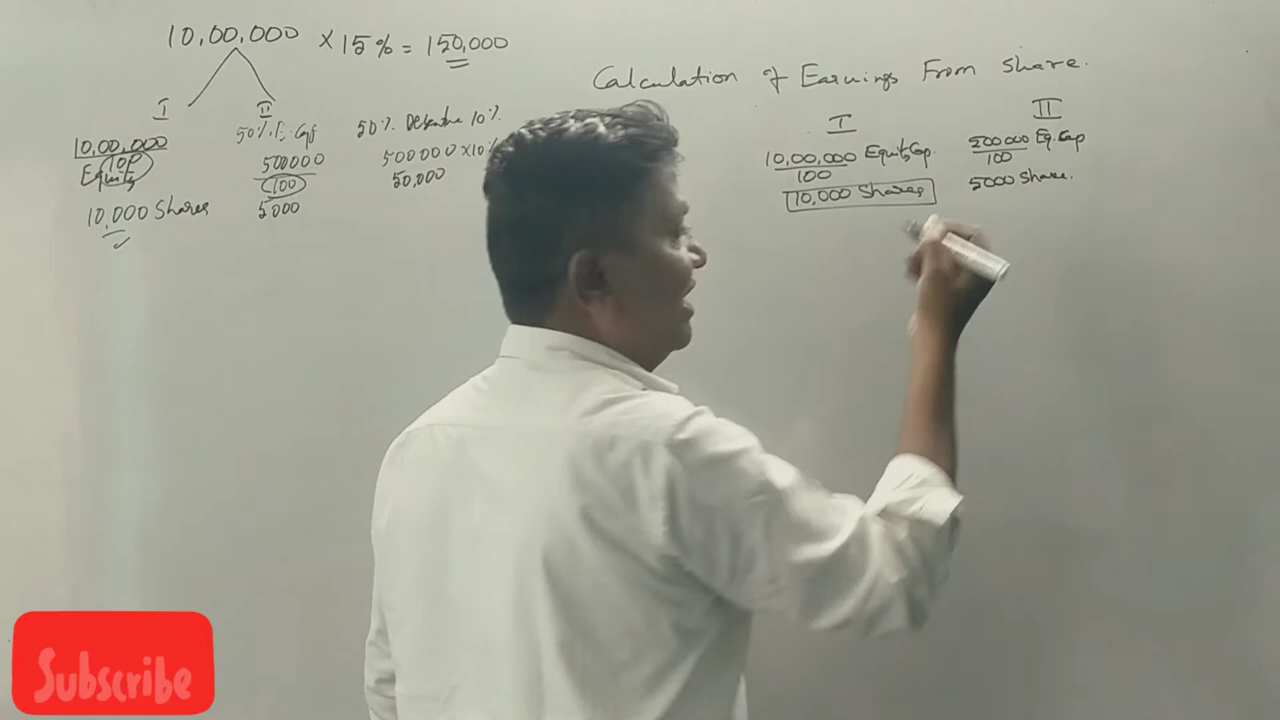 10,00,000 × 15% = 150,000
I
10,00,000
100
Equity
10,000 Shares
II
50% E. Cap
500000
100
5000
50% Debenture 10%
500000 × 10%
50,000
Calculation of Earnings From Share.
I
10,00,000 Equity Cap.
100
10,000 Shares
II
500000 Eq. Cap
100
5000 Share.
Subscribe